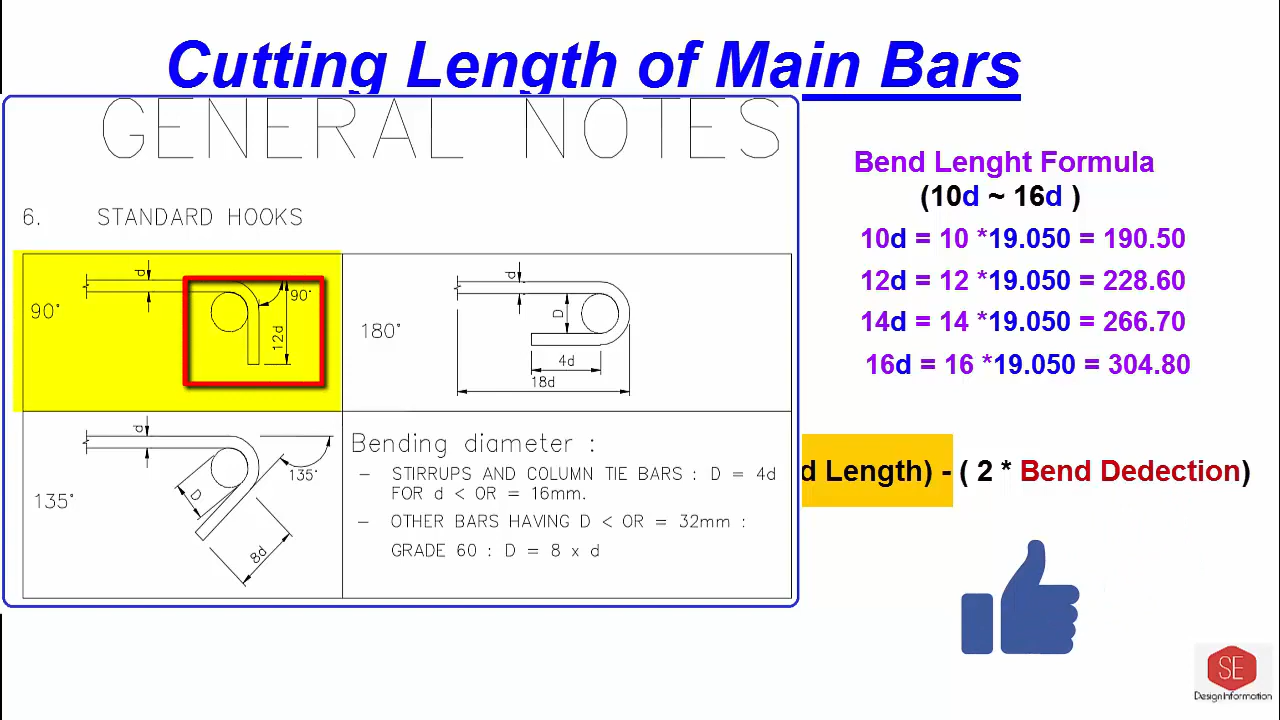 Cutting Length of Main Bars
GENERAL NOTES
6. STANDARD HOOKS
d
90°
90°
12d
d
180°
D
4d
18d
d
135°
135°
D
8d
Bending diameter :
– STIRRUPS AND COLUMN TIE BARS : D = 4d
FOR d < OR = 16mm.
– OTHER BARS HAVING D < OR = 32mm :
GRADE 60 : D = 8 x d
Bend Lenght Formula
(10d ~ 16d )
10d = 10 *19.050 = 190.50
12d = 12 *19.050 = 228.60
14d = 14 *19.050 = 266.70
16d = 16 *19.050 = 304.80
d Length) - ( 2 * Bend Dedection)
SE
Design Information